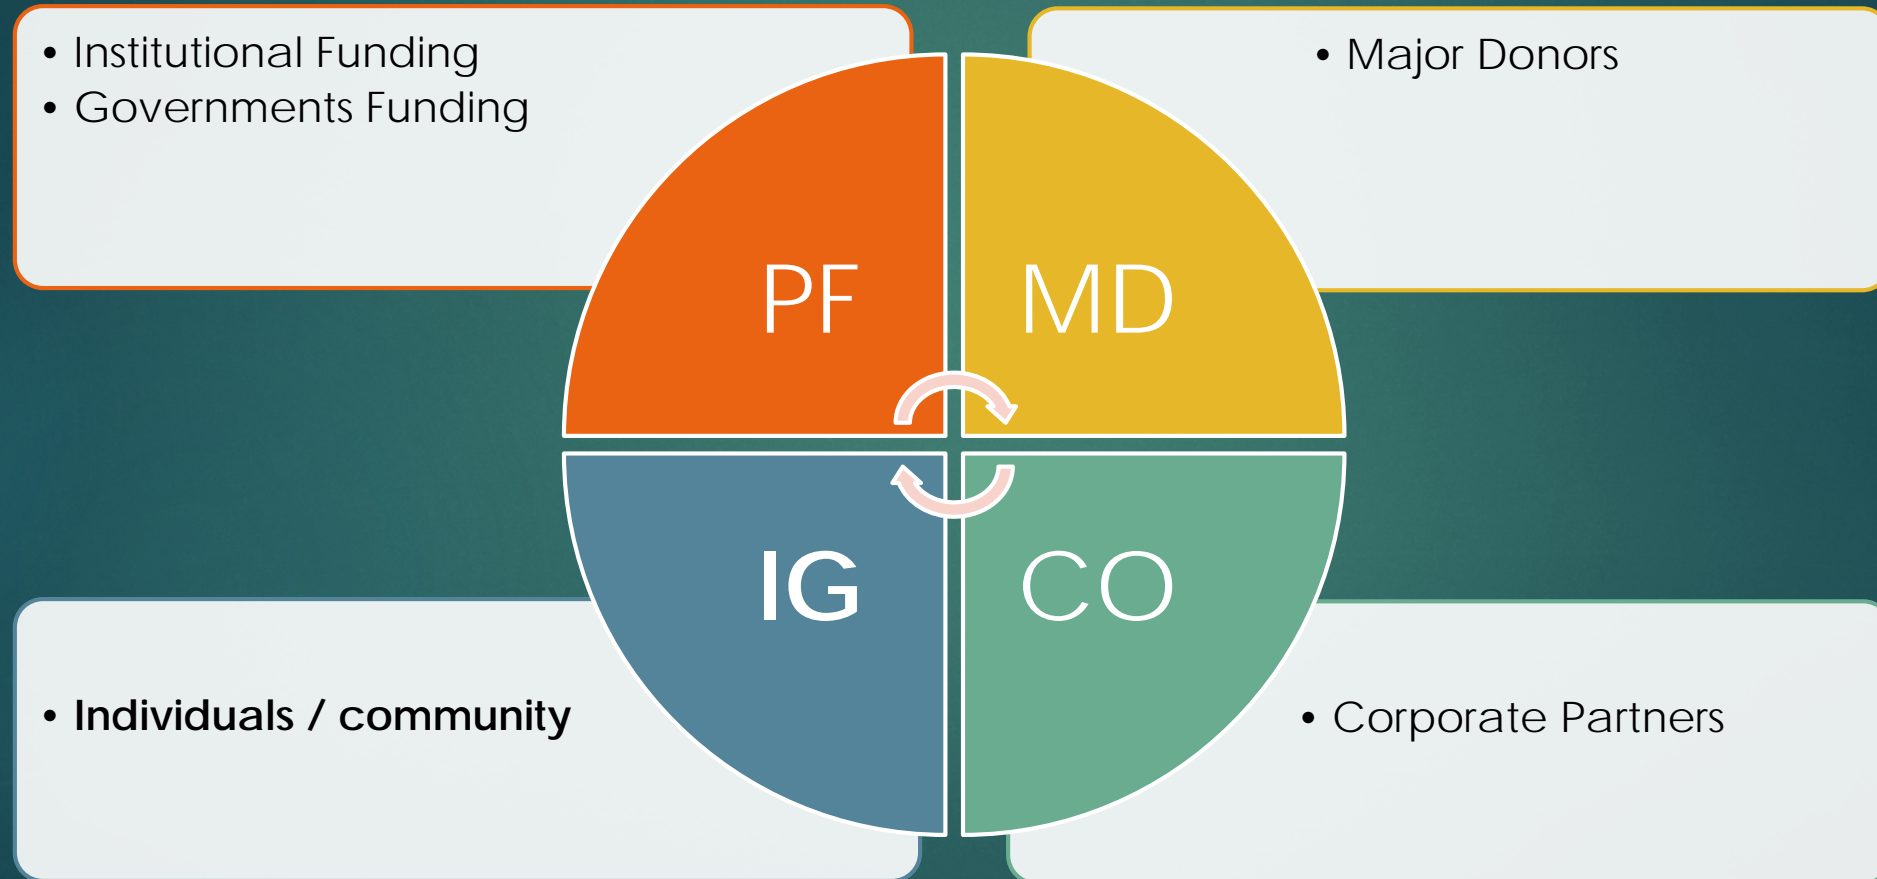 • Institutional Funding
• Governments Funding
• Major Donors
PF
MD
IG
CO
• Individuals / community
• Corporate Partners